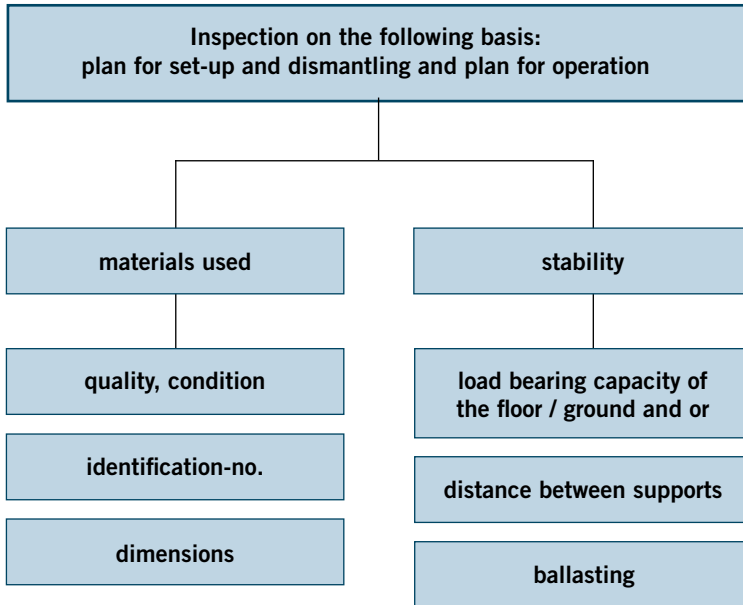 Inspection on the following basis:
plan for set-up and dismantling and plan for operation
materials used
stability
quality, condition
load bearing capacity of
the floor / ground and or
identification-no.
distance between supports
dimensions
ballasting